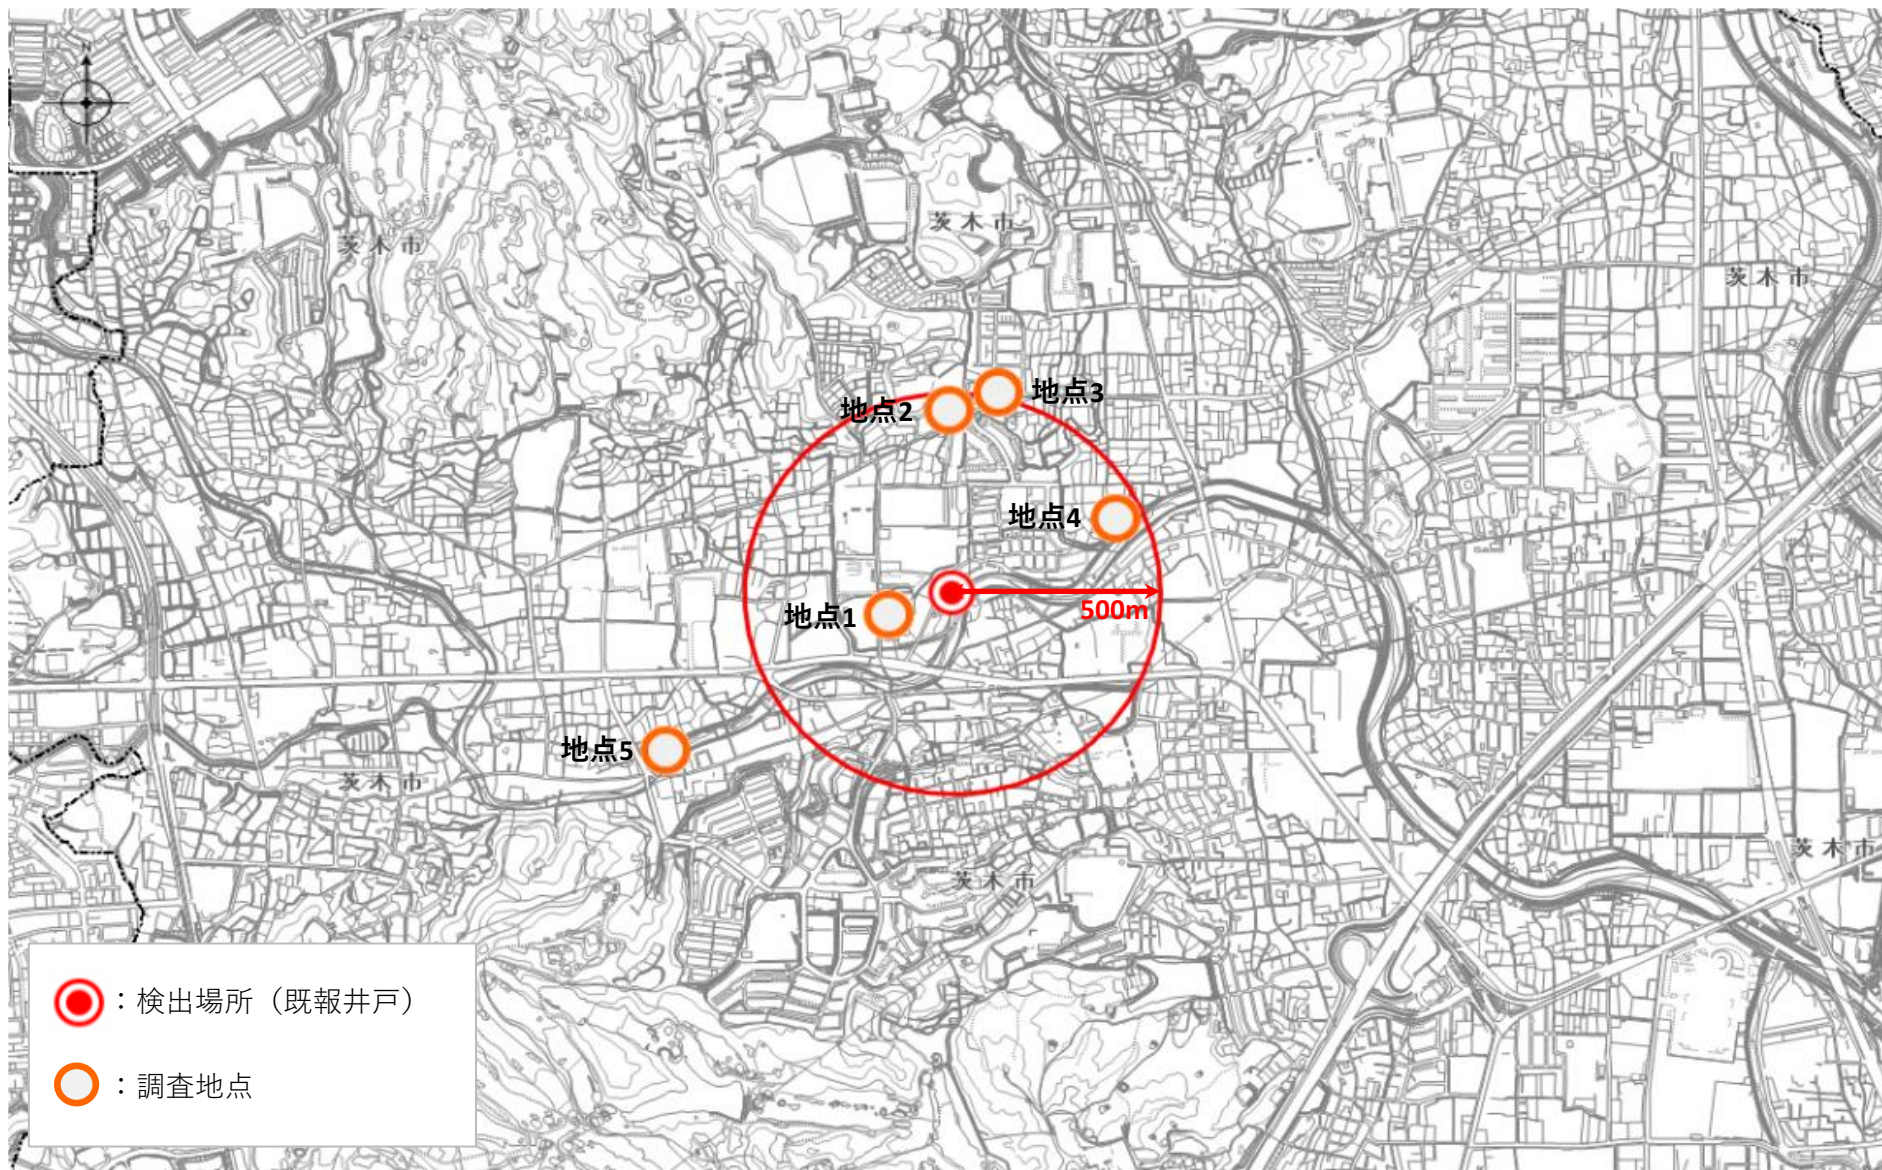 N
茨木市
茨木市
茨木市
地点2
地点3
地点4
地点1
500m
地点5
茨木市
茨木市
茨木市
：検出場所（既報井戸）
：調査地点